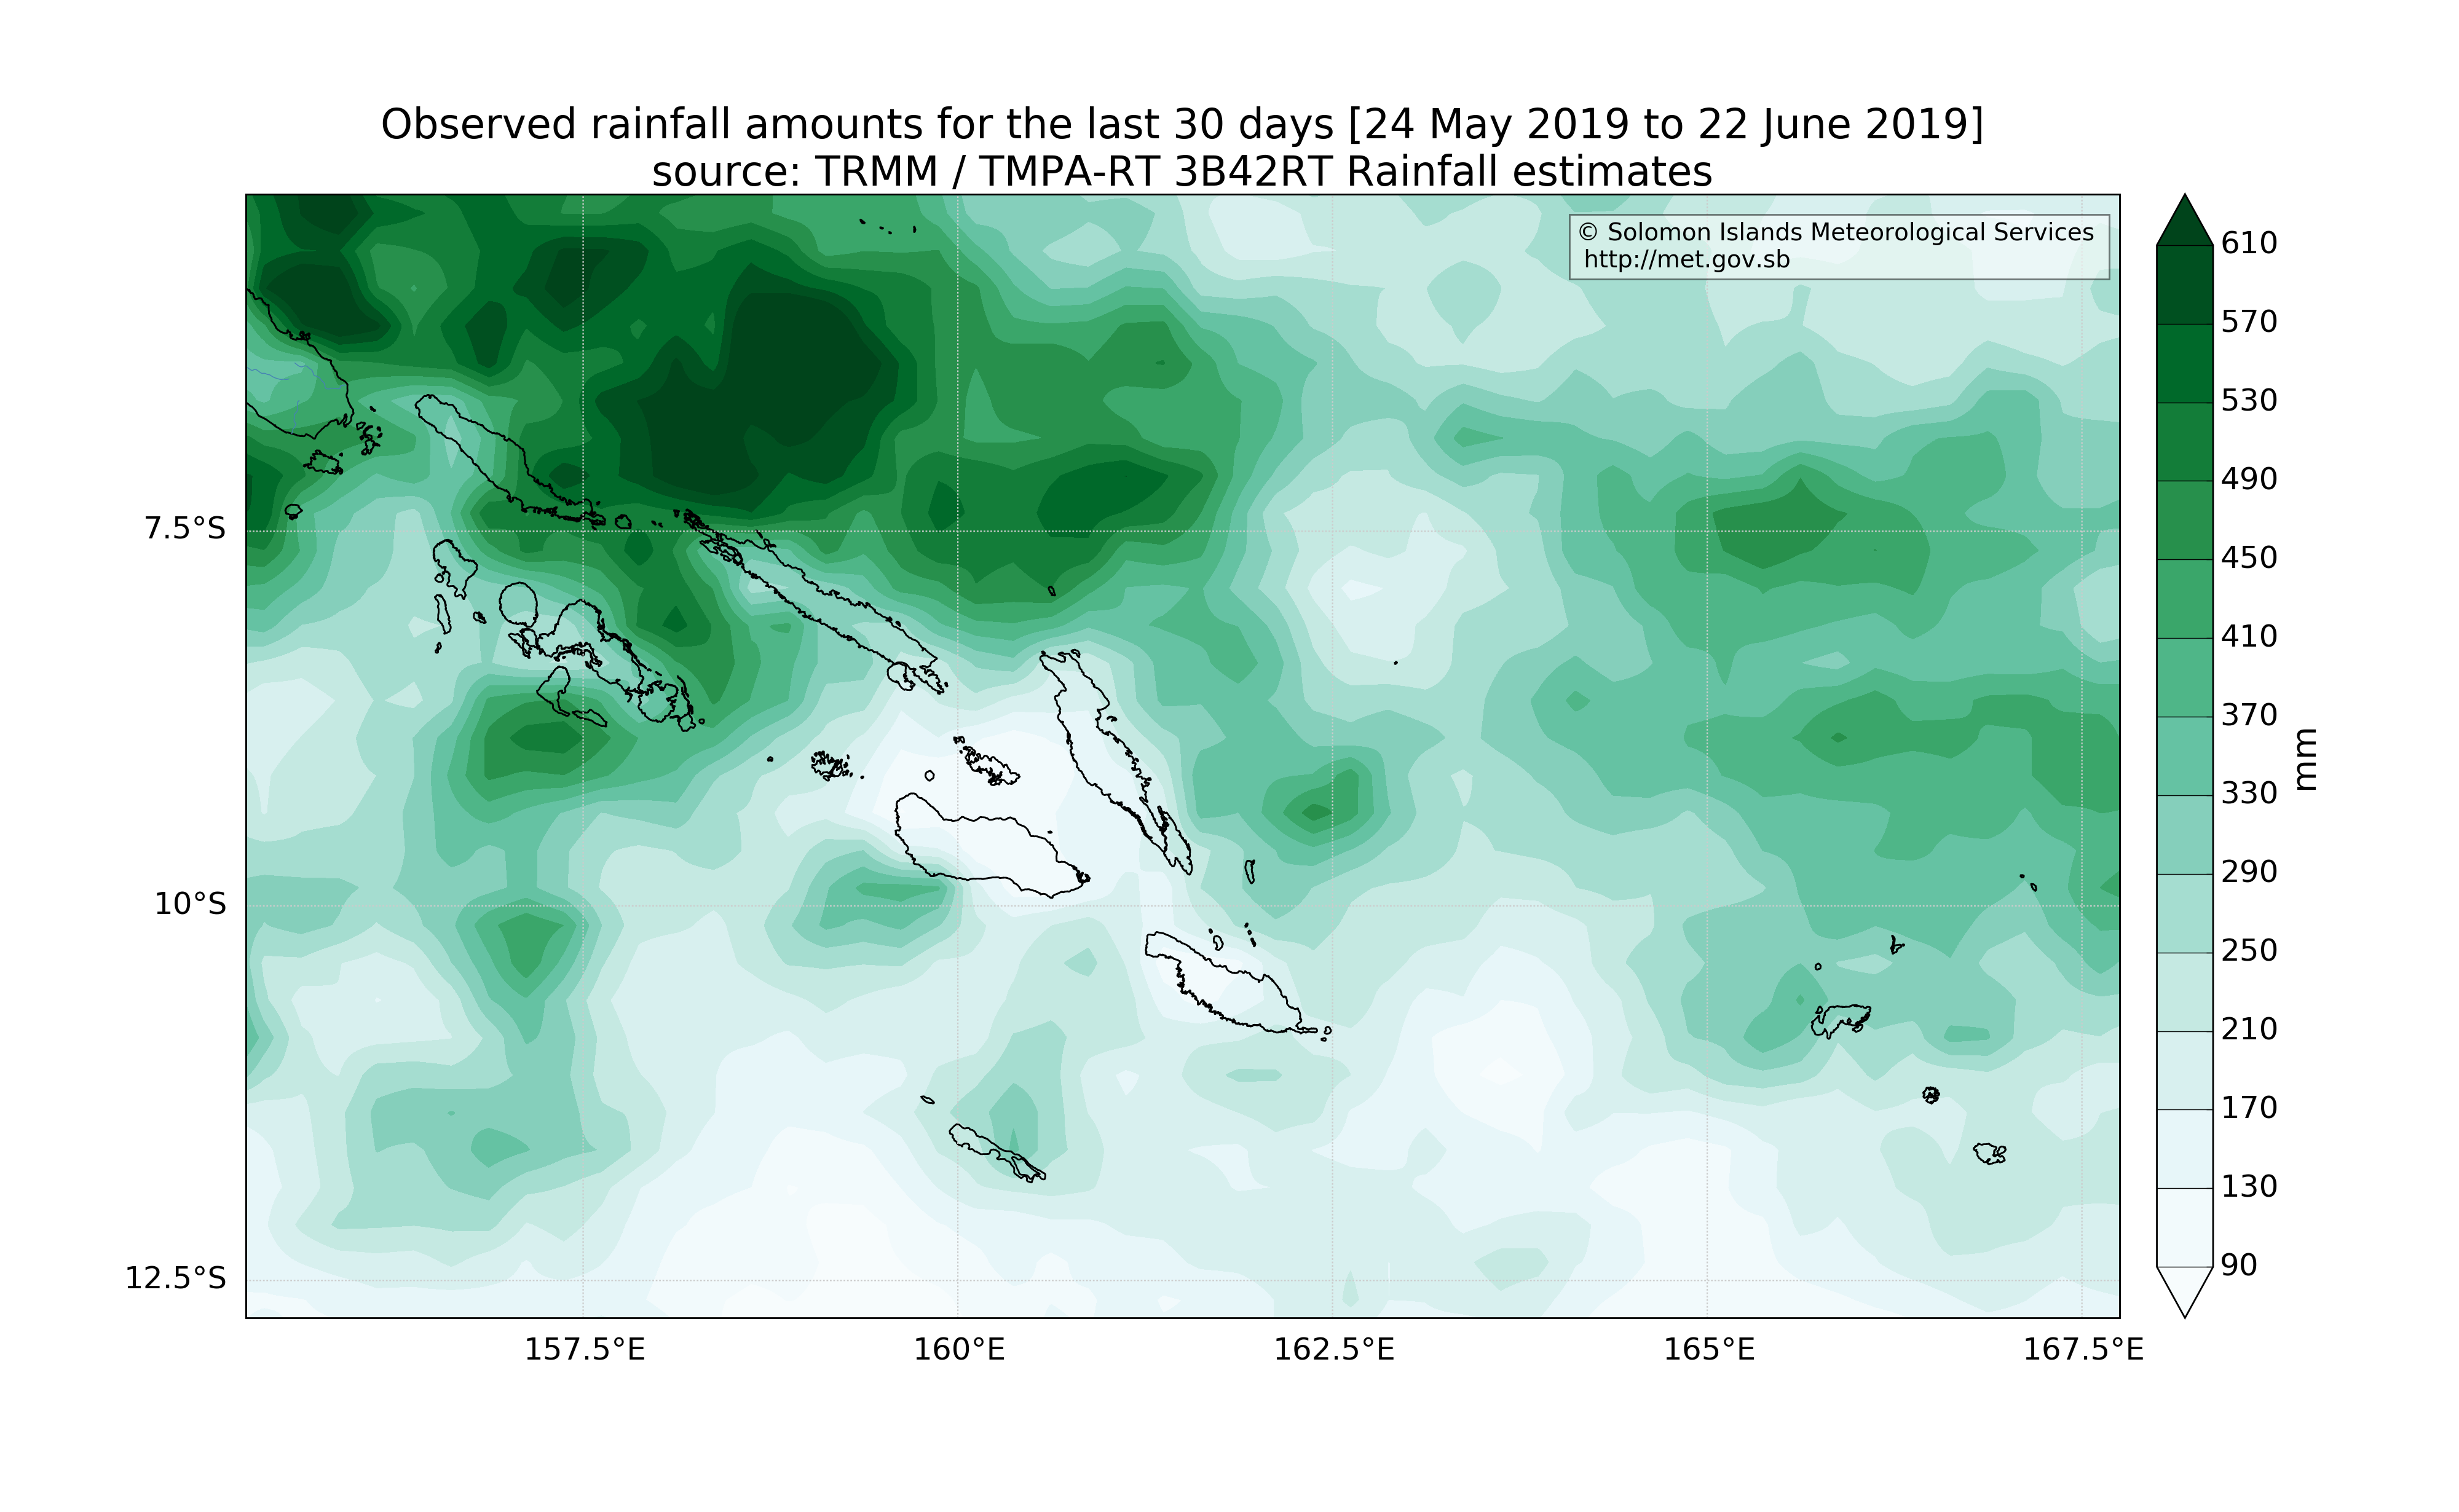 Observed rainfall amounts for the last 30 days [24 May 2019 to 22 June 2019]
source: TRMM / TMPA-RT 3B42RT Rainfall estimates
© Solomon Islands Meteorological Services
http://met.gov.sb
610
570
530
490
450
410
370
330
290
250
210
170
130
90
mm
7.5°S
10°S
12.5°S
157.5°E
160°E
162.5°E
165°E
167.5°E